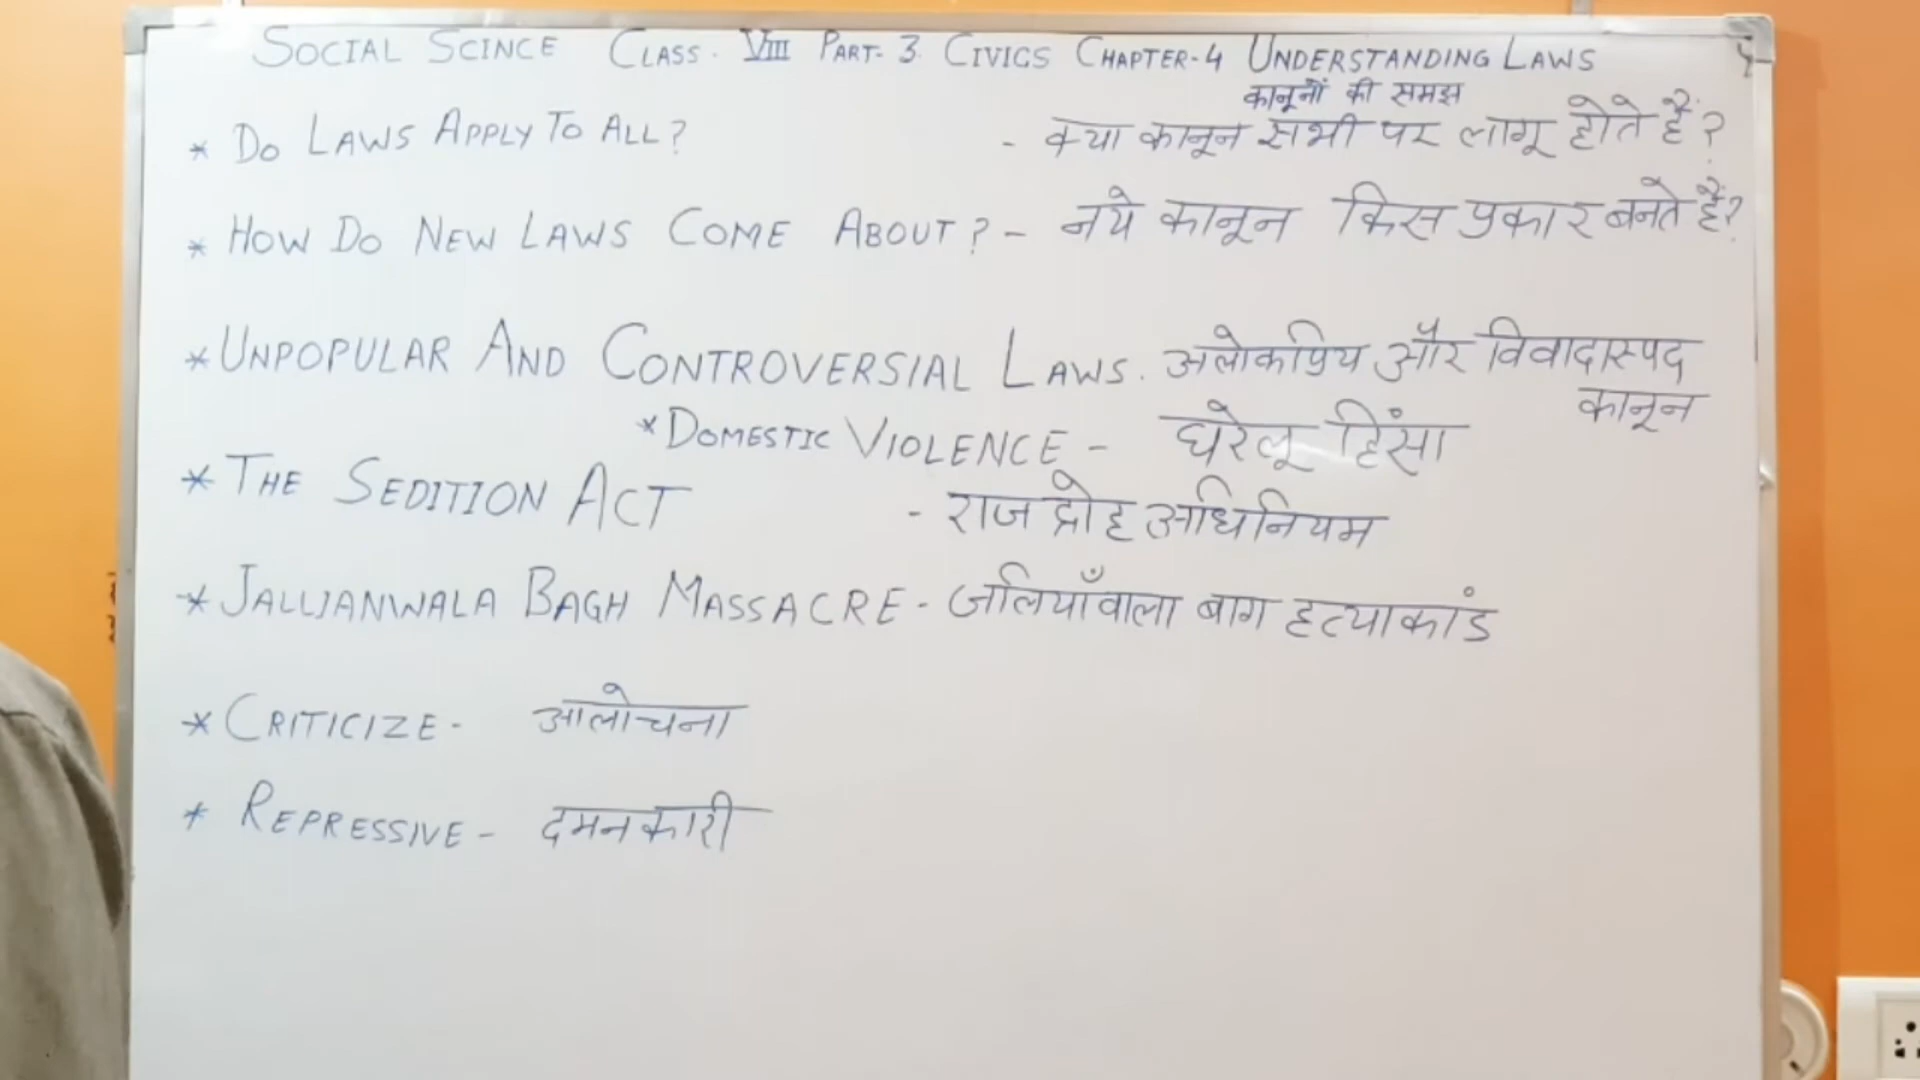 SOCIAL SCINCE CLASS. VIII PART-3. CIVICS CHAPTER-4 UNDERSTANDING LAWS
कानूनों की समझ
* DO LAWS APPLY TO ALL? - क्या कानून सभी पर लागू होते हैं?
* HOW DO NEW LAWS COME ABOUT? - नये कानून किस प्रकार बनते हैं?
* UNPOPULAR AND CONTROVERSIAL LAWS. अलोकप्रिय और विवादास्पद
कानून
* DOMESTIC VIOLENCE - घरेलू हिंसा
* THE SEDITION ACT - राज द्रोह अधिनियम
* JALLIANWALA BAGH MASSACRE - जलियाँवाला बाग हत्याकांड
* CRITICIZE - आलोचना
* REPRESSIVE - दमनकारी